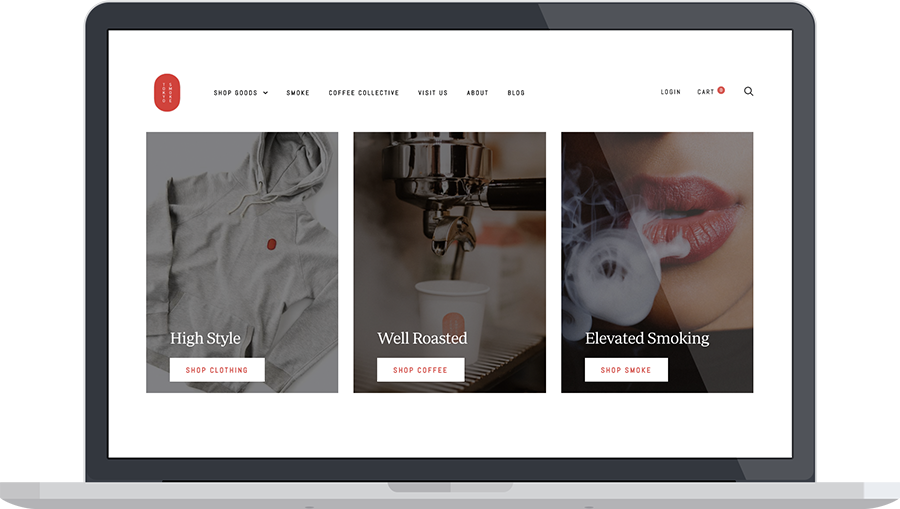 TOKYO SMOKE
SHOP GOODS SMOKE COFFEE COLLECTIVE VISIT US ABOUT BLOG LOGIN CART 0
High Style
SHOP CLOTHING
Well Roasted
SHOP COFFEE
Elevated Smoking
SHOP SMOKE